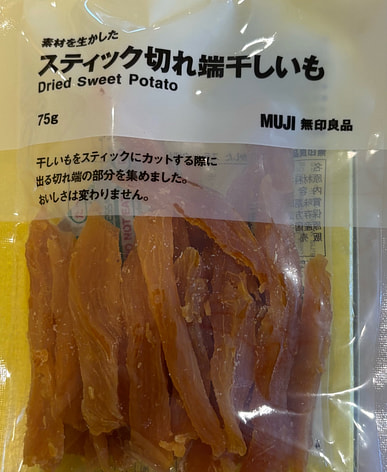 素材を生かした
スティック切れ端干しいも
Dried Sweet Potato
75g
MUJI 無印良品
干しいもをスティックにカットする際に
出る切れ端の部分を集めました。
おいしさは変わりません。